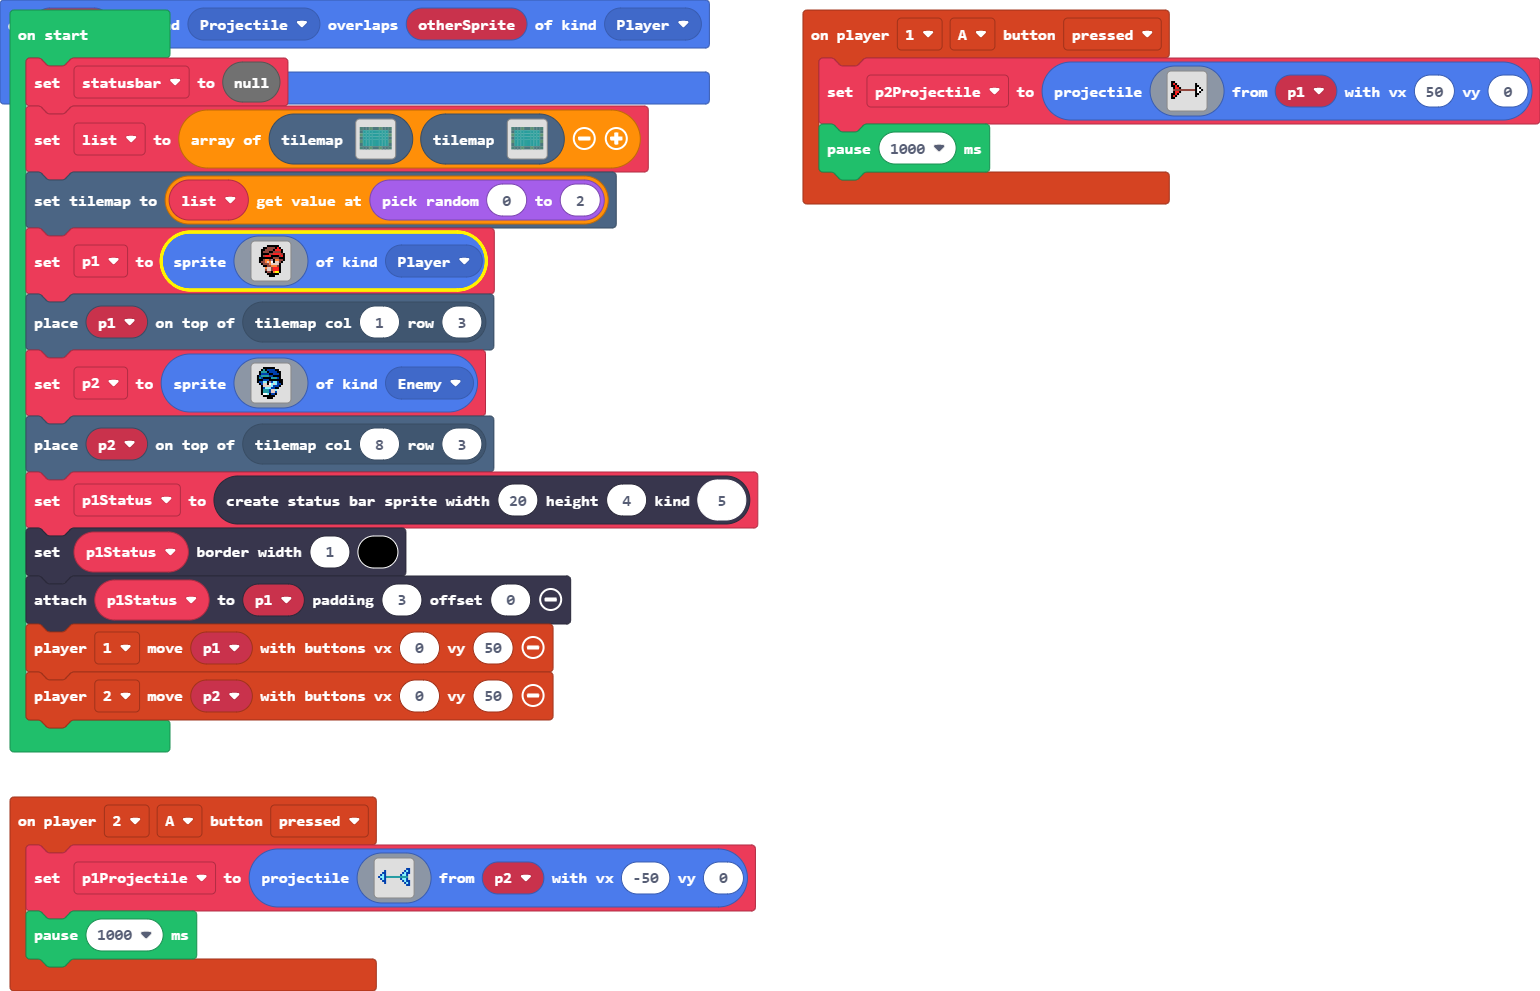 d Projectile overlaps otherSprite of kind Player
on start
set statusbar to null
set list to array of tilemap tilemap
set tilemap to list get value at pick random 0 to 2
set p1 to sprite of kind Player
place p1 on top of tilemap col 1 row 3
set p2 to sprite of kind Enemy
place p2 on top of tilemap col 8 row 3
set p1Status to create status bar sprite width 20 height 4 kind 5
set p1Status border width 1
attach p1Status to p1 padding 3 offset 0
player 1 move p1 with buttons vx 0 vy 50
player 2 move p2 with buttons vx 0 vy 50
on player 2 A button pressed
set p1Projectile to projectile from p2 with vx -50 vy 0
pause 1000 ms
on player 1 A button pressed
set p2Projectile to projectile from p1 with vx 50 vy 0
pause 1000 ms